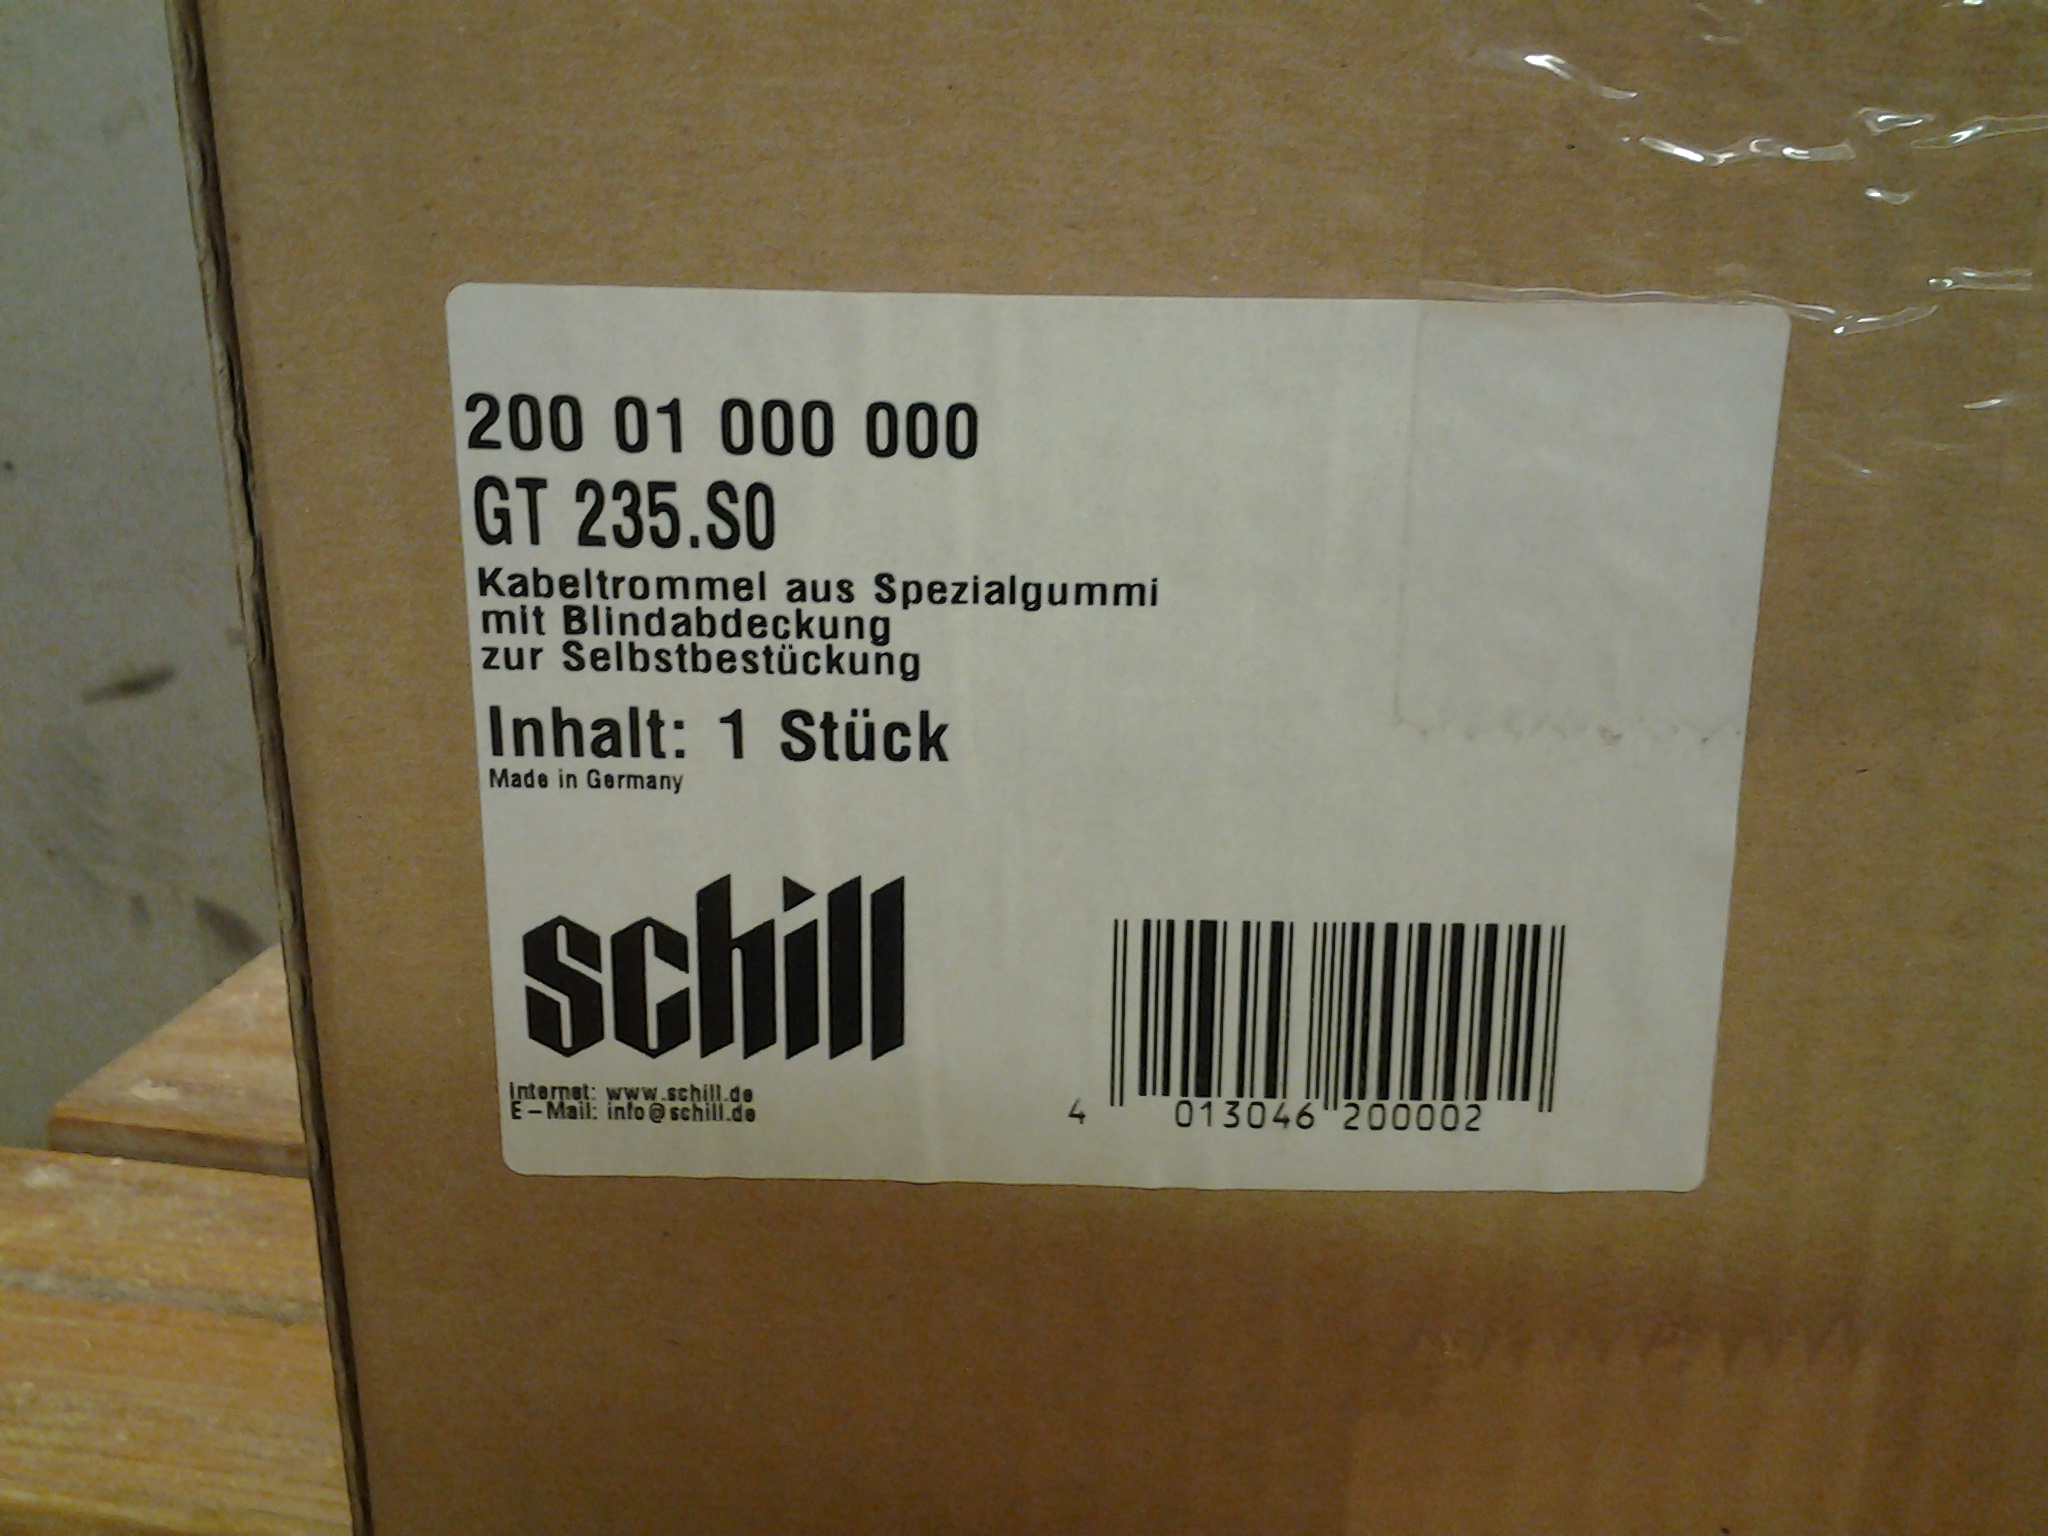 200 01 000 000
GT 235.S0
Kabeltrommel aus Spezialgummi
mit Blindabdeckung
zur Selbstbestückung
Inhalt: 1 Stück
Made in Germany
schill
Internet: www.schill.de
E-Mail: info@schill.de
4 013046 200002